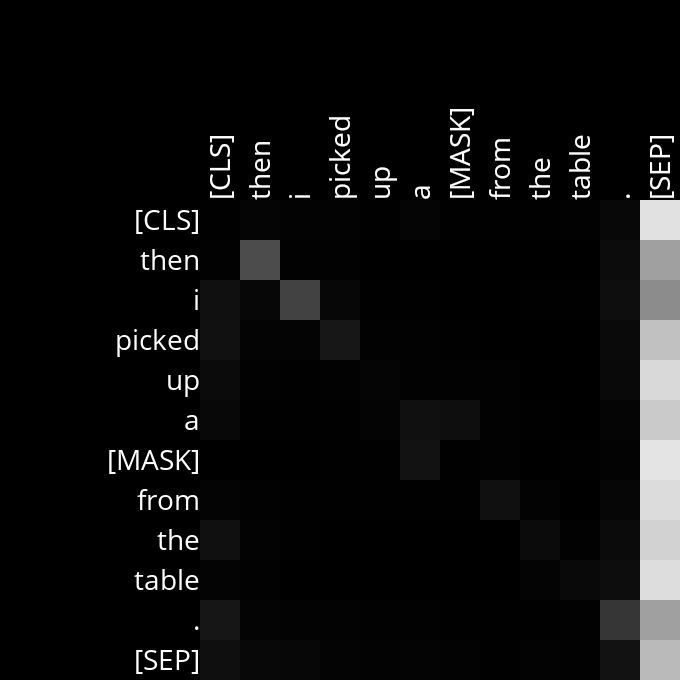 [CLS] then i picked up a [MASK] from the table . [SEP]
[CLS]
then
i
picked
up
a
[MASK]
from
the
table
.
[SEP]